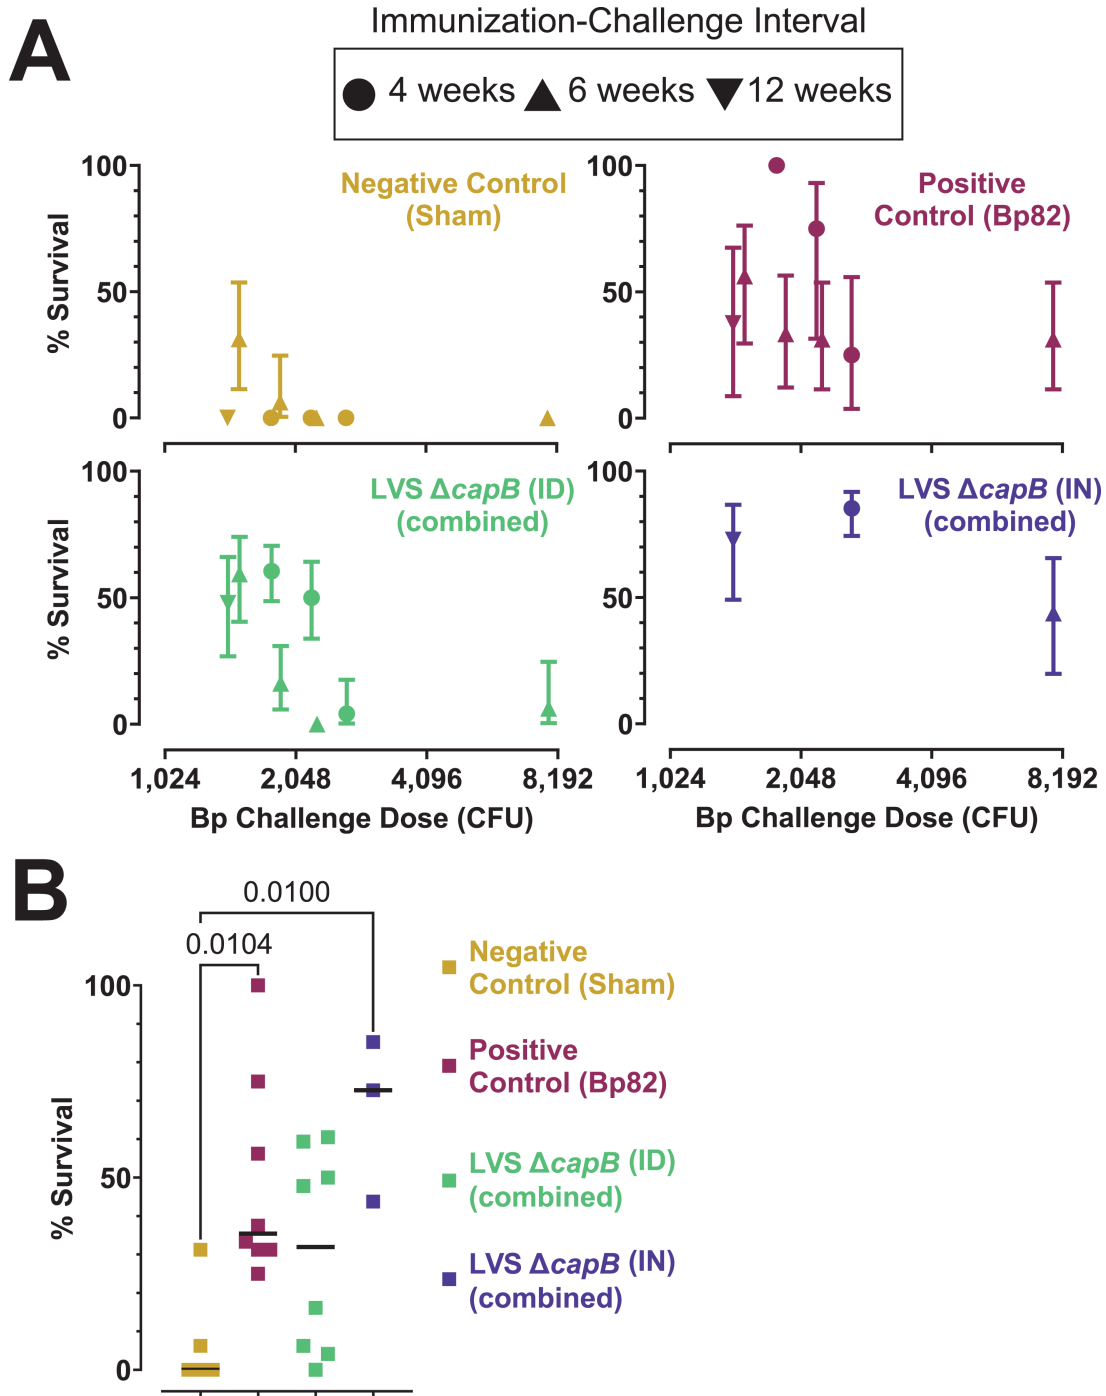 A
Immunization-Challenge Interval
4 weeks 6 weeks 12 weeks
% Survival
100
50
0
Negative Control
(Sham)
% Survival
100
50
0
Positive
Control (Bp82)
100
50
0
LVS ΔcapB (ID)
(combined)
1,024 2,048 4,096 8,192
Bp Challenge Dose (CFU)
100
50
0
LVS ΔcapB (IN)
(combined)
1,024 2,048 4,096 8,192
Bp Challenge Dose (CFU)
B
0.0100
0.0104
% Survival
100
50
0
Negative
Control (Sham)
Positive
Control (Bp82)
LVS ΔcapB (ID)
(combined)
LVS ΔcapB (IN)
(combined)